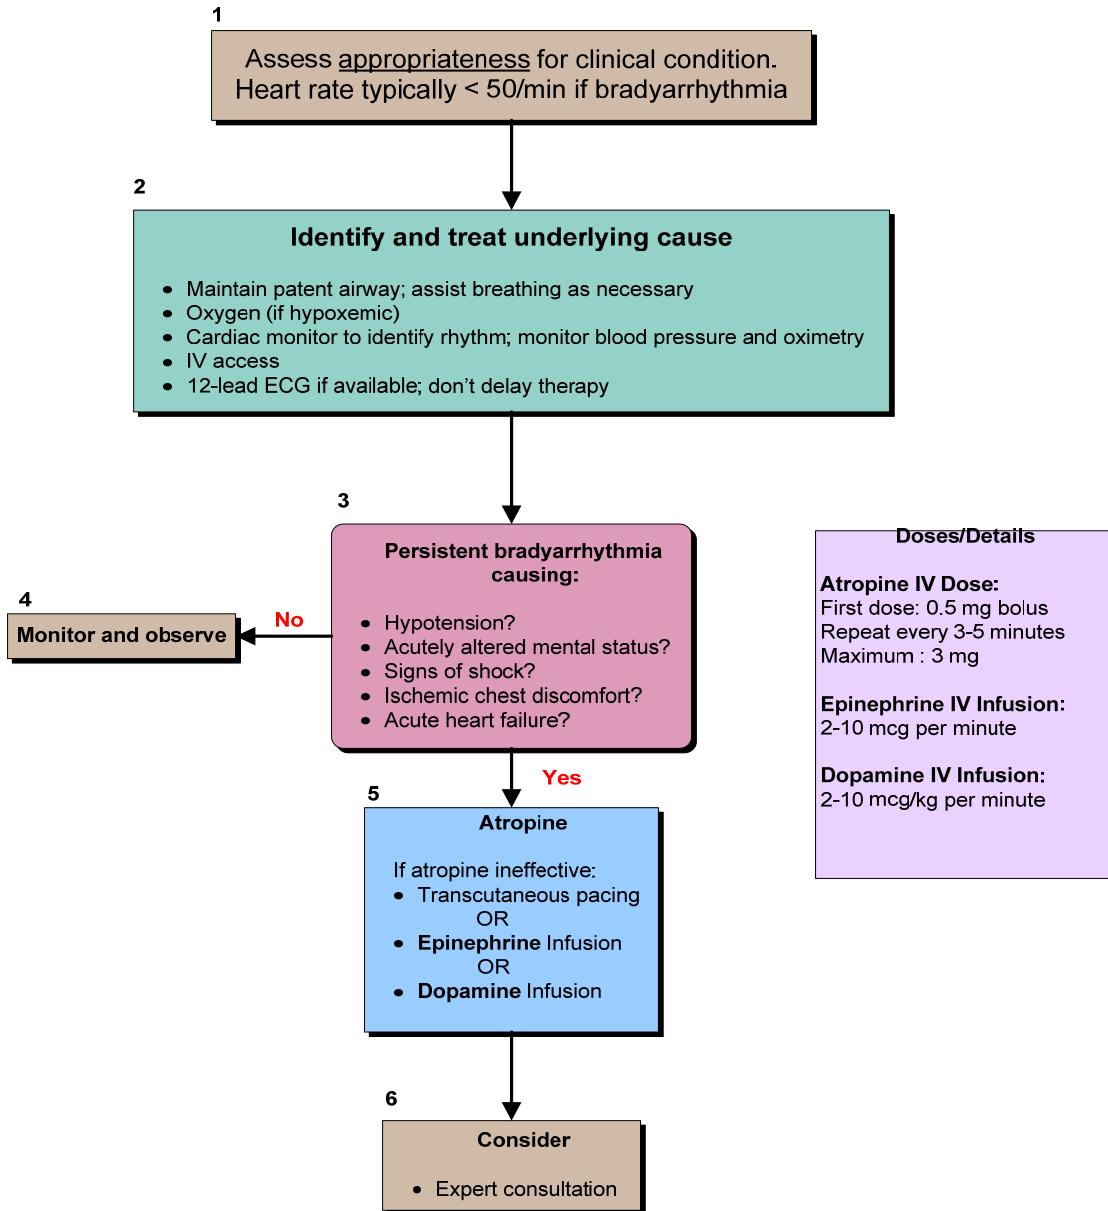 1
Assess appropriateness for clinical condition.
Heart rate typically < 50/min if bradyarrhythmia
2
Identify and treat underlying cause
• Maintain patent airway; assist breathing as necessary
• Oxygen (if hypoxemic)
• Cardiac monitor to identify rhythm; monitor blood pressure and oximetry
• IV access
• 12-lead ECG if available; don’t delay therapy
3
Persistent bradyarrhythmia
causing:
• Hypotension?
• Acutely altered mental status?
• Signs of shock?
• Ischemic chest discomfort?
• Acute heart failure?
No
4
Monitor and observe
Yes
5
Atropine
If atropine ineffective:
• Transcutaneous pacing
OR
• Epinephrine Infusion
OR
• Dopamine Infusion
6
Consider
• Expert consultation
Doses/Details
Atropine IV Dose:
First dose: 0.5 mg bolus
Repeat every 3-5 minutes
Maximum : 3 mg
Epinephrine IV Infusion:
2-10 mcg per minute
Dopamine IV Infusion:
2-10 mcg/kg per minute